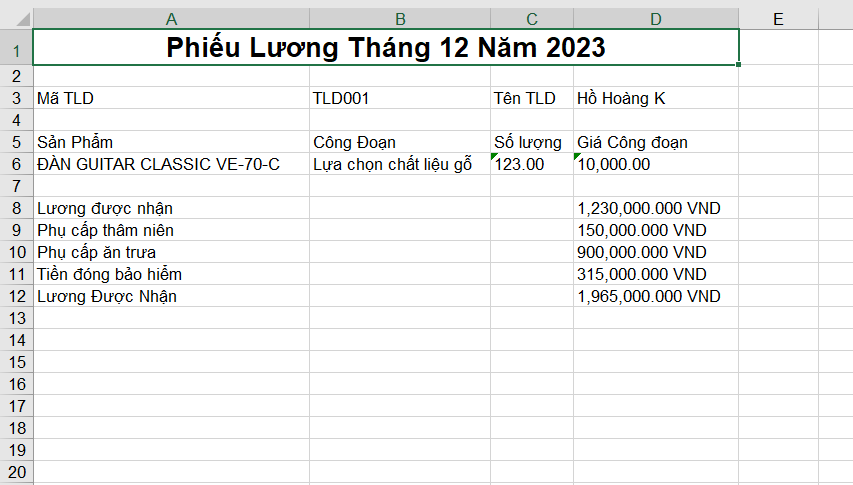 A B C D E
1 Phiếu Lương Tháng 12 Năm 2023
2
3 Mã TLD TLD001 Tên TLD Hồ Hoàng K
4
5 Sản Phẩm Công Đoạn Số lượng Giá Công đoạn
6 ĐÀN GUITAR CLASSIC VE-70-C Lựa chọn chất liệu gỗ 123.00 10,000.00
7
8 Lương được nhận 1,230,000.000 VND
9 Phụ cấp thâm niên 150,000.000 VND
10 Phụ cấp ăn trưa 900,000.000 VND
11 Tiền đóng bảo hiểm 315,000.000 VND
12 Lương Được Nhận 1,965,000.000 VND
13
14
15
16
17
18
19
20